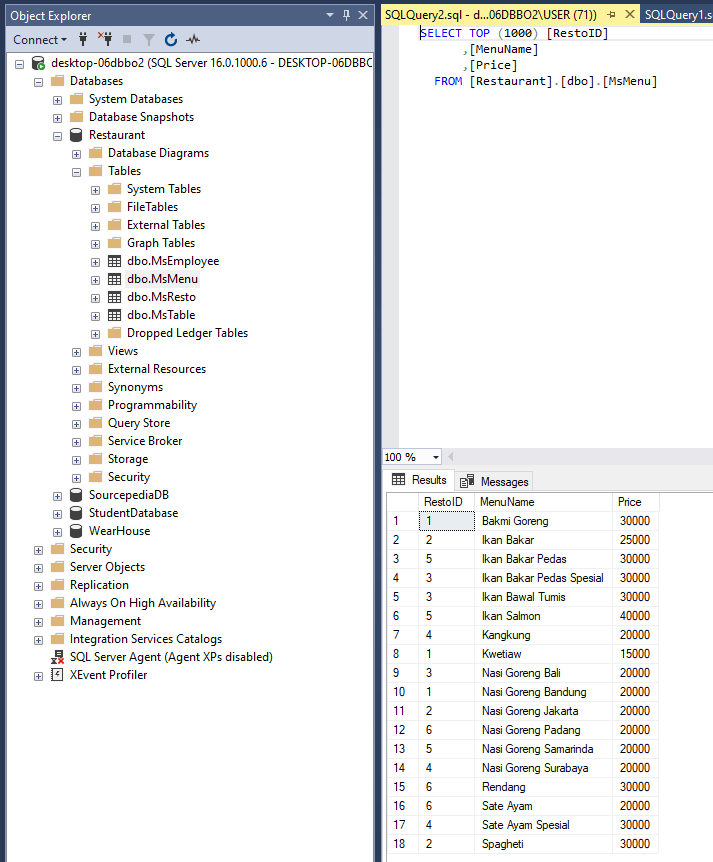 Object Explorer
Connect
desktop-06dbbo2 (SQL Server 16.0.1000.6 - DESKTOP-06DBBC
Databases
System Databases
Database Snapshots
Restaurant
Database Diagrams
Tables
System Tables
FileTables
External Tables
Graph Tables
dbo.MsEmployee
dbo.MsMenu
dbo.MsResto
dbo.MsTable
Dropped Ledger Tables
Views
External Resources
Synonyms
Programmability
Query Store
Service Broker
Storage
Security
SourcepediaDB
StudentDatabase
WearHouse
Security
Server Objects
Replication
Always On High Availability
Management
Integration Services Catalogs
SQL Server Agent (Agent XPs disabled)
XEvent Profiler
SQLQuery2.sql - d...06DBBO2\USER (71)) SQLQuery1.s
SELECT TOP (1000) [RestoID]
,[MenuName]
,[Price]
FROM [Restaurant].[dbo].[MsMenu]
100 %
Results Messages
RestoID MenuName Price
1 1 Bakmi Goreng 30000
2 2 Ikan Bakar 25000
3 5 Ikan Bakar Pedas 30000
4 3 Ikan Bakar Pedas Spesial 30000
5 3 Ikan Bawal Tumis 30000
6 5 Ikan Salmon 40000
7 4 Kangkung 20000
8 1 Kwetiaw 15000
9 3 Nasi Goreng Bali 20000
10 1 Nasi Goreng Bandung 20000
11 2 Nasi Goreng Jakarta 20000
12 6 Nasi Goreng Padang 20000
13 5 Nasi Goreng Samarinda 20000
14 4 Nasi Goreng Surabaya 20000
15 6 Rendang 30000
16 6 Sate Ayam 20000
17 4 Sate Ayam Spesial 30000
18 2 Spagheti 30000